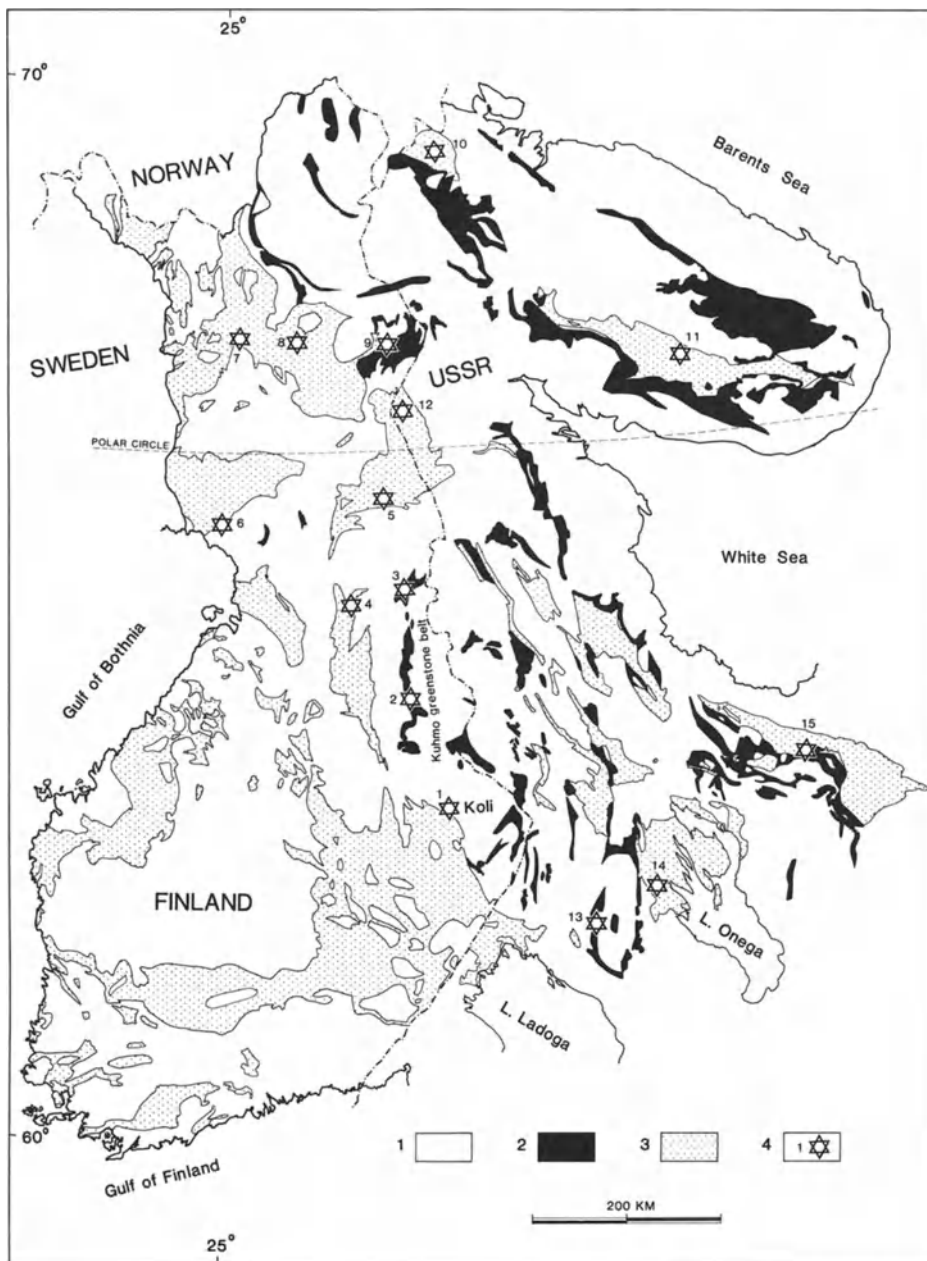 25°
70°
NORWAY
10
Barents Sea
SWEDEN
7
8
9
USSR
11
12
POLAR CIRCLE
5
6
White Sea
3
4
Gulf of Bothnia
Kuhmo greenstone belt
2
15
1
Koli
14
FINLAND
13
L. Onega
L. Ladoga
60°
1
2
3
4
1
Gulf of Finland
200 KM
25°